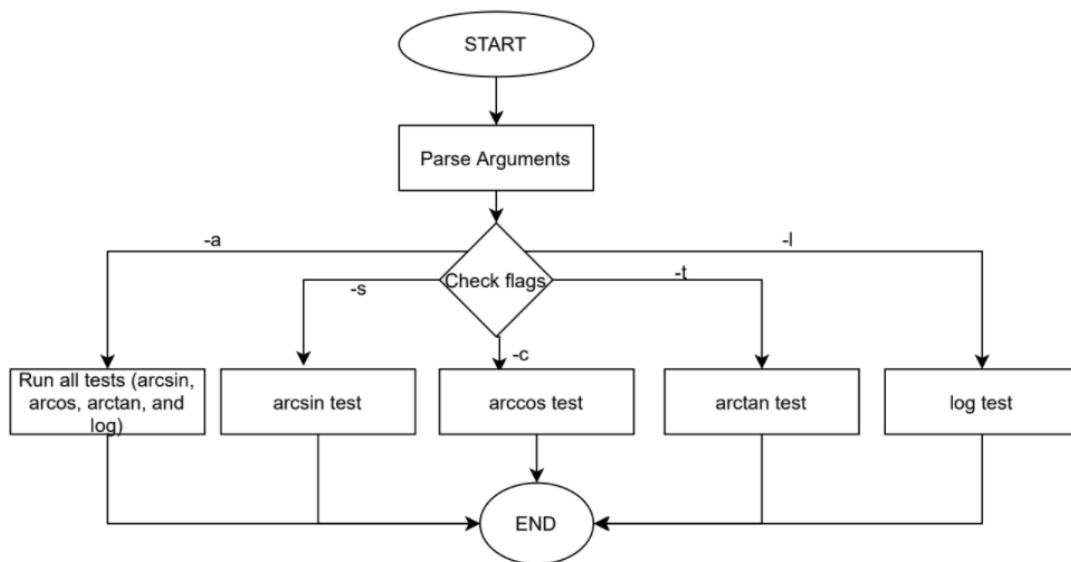 START
Parse Arguments
-a
-l
Check flags
-s
-t
-c
Run all tests (arcsin,
arcos, arctan, and
log)
arcsin test
arccos test
arctan test
log test
END